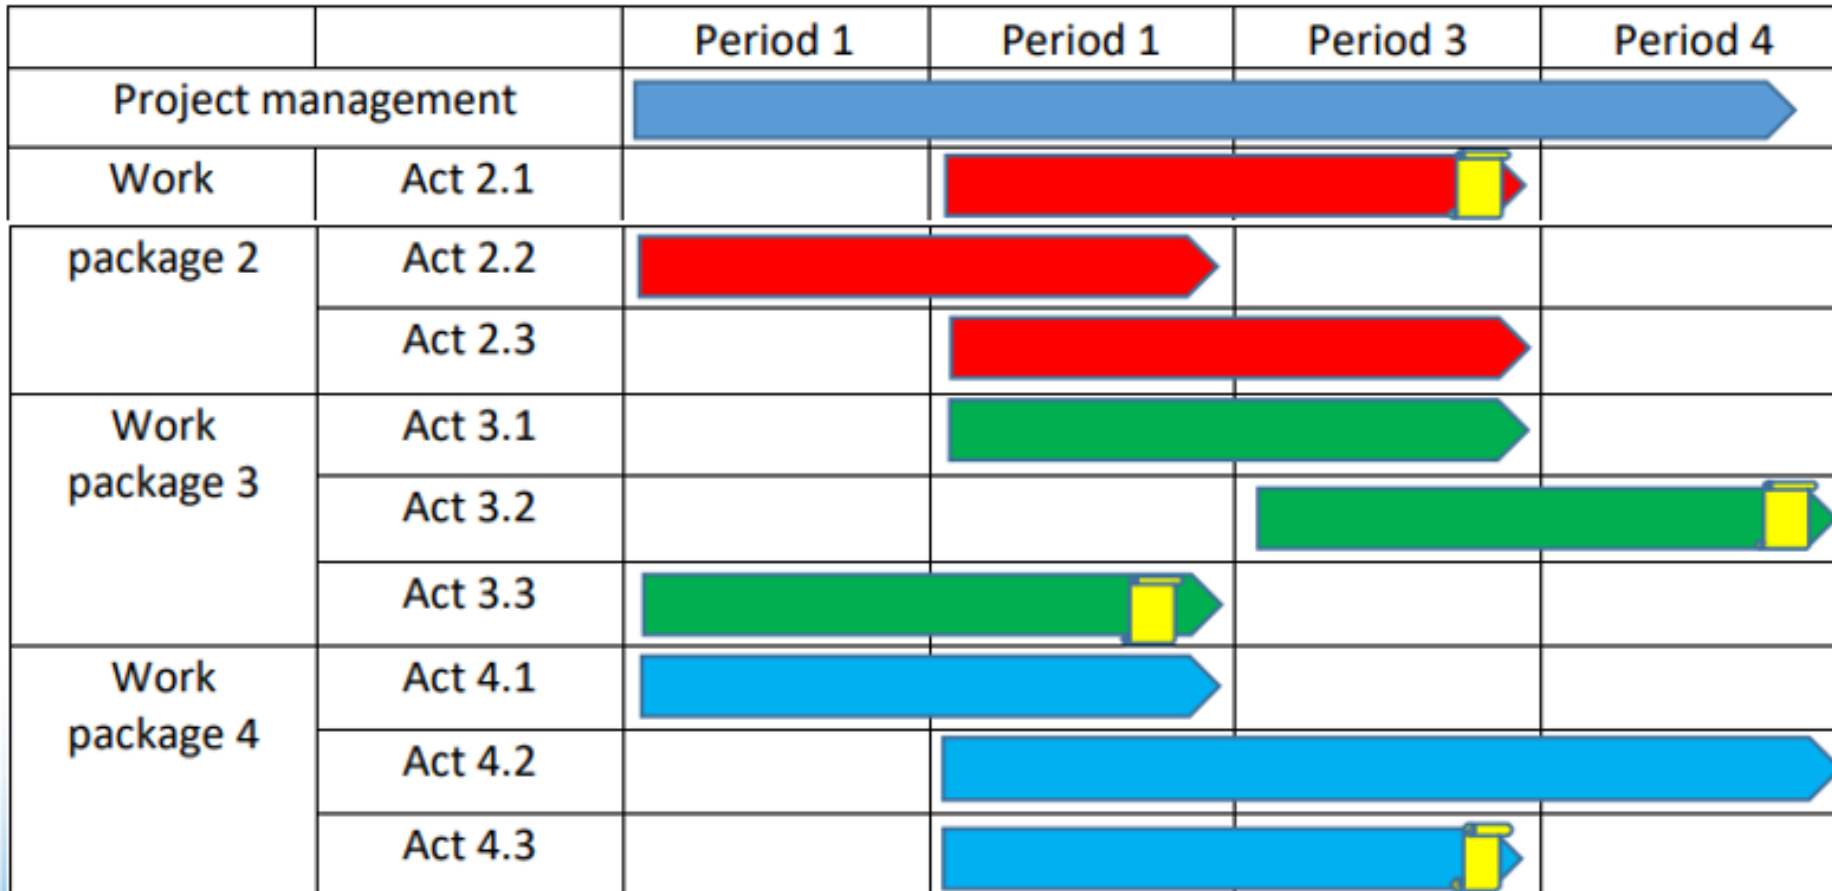 Period 1 Period 1 Period 3 Period 4
Project management
Work Act 2.1
package 2 Act 2.2
Act 2.3
Work Act 3.1
package 3 Act 3.2
Act 3.3
Work Act 4.1
package 4 Act 4.2
Act 4.3